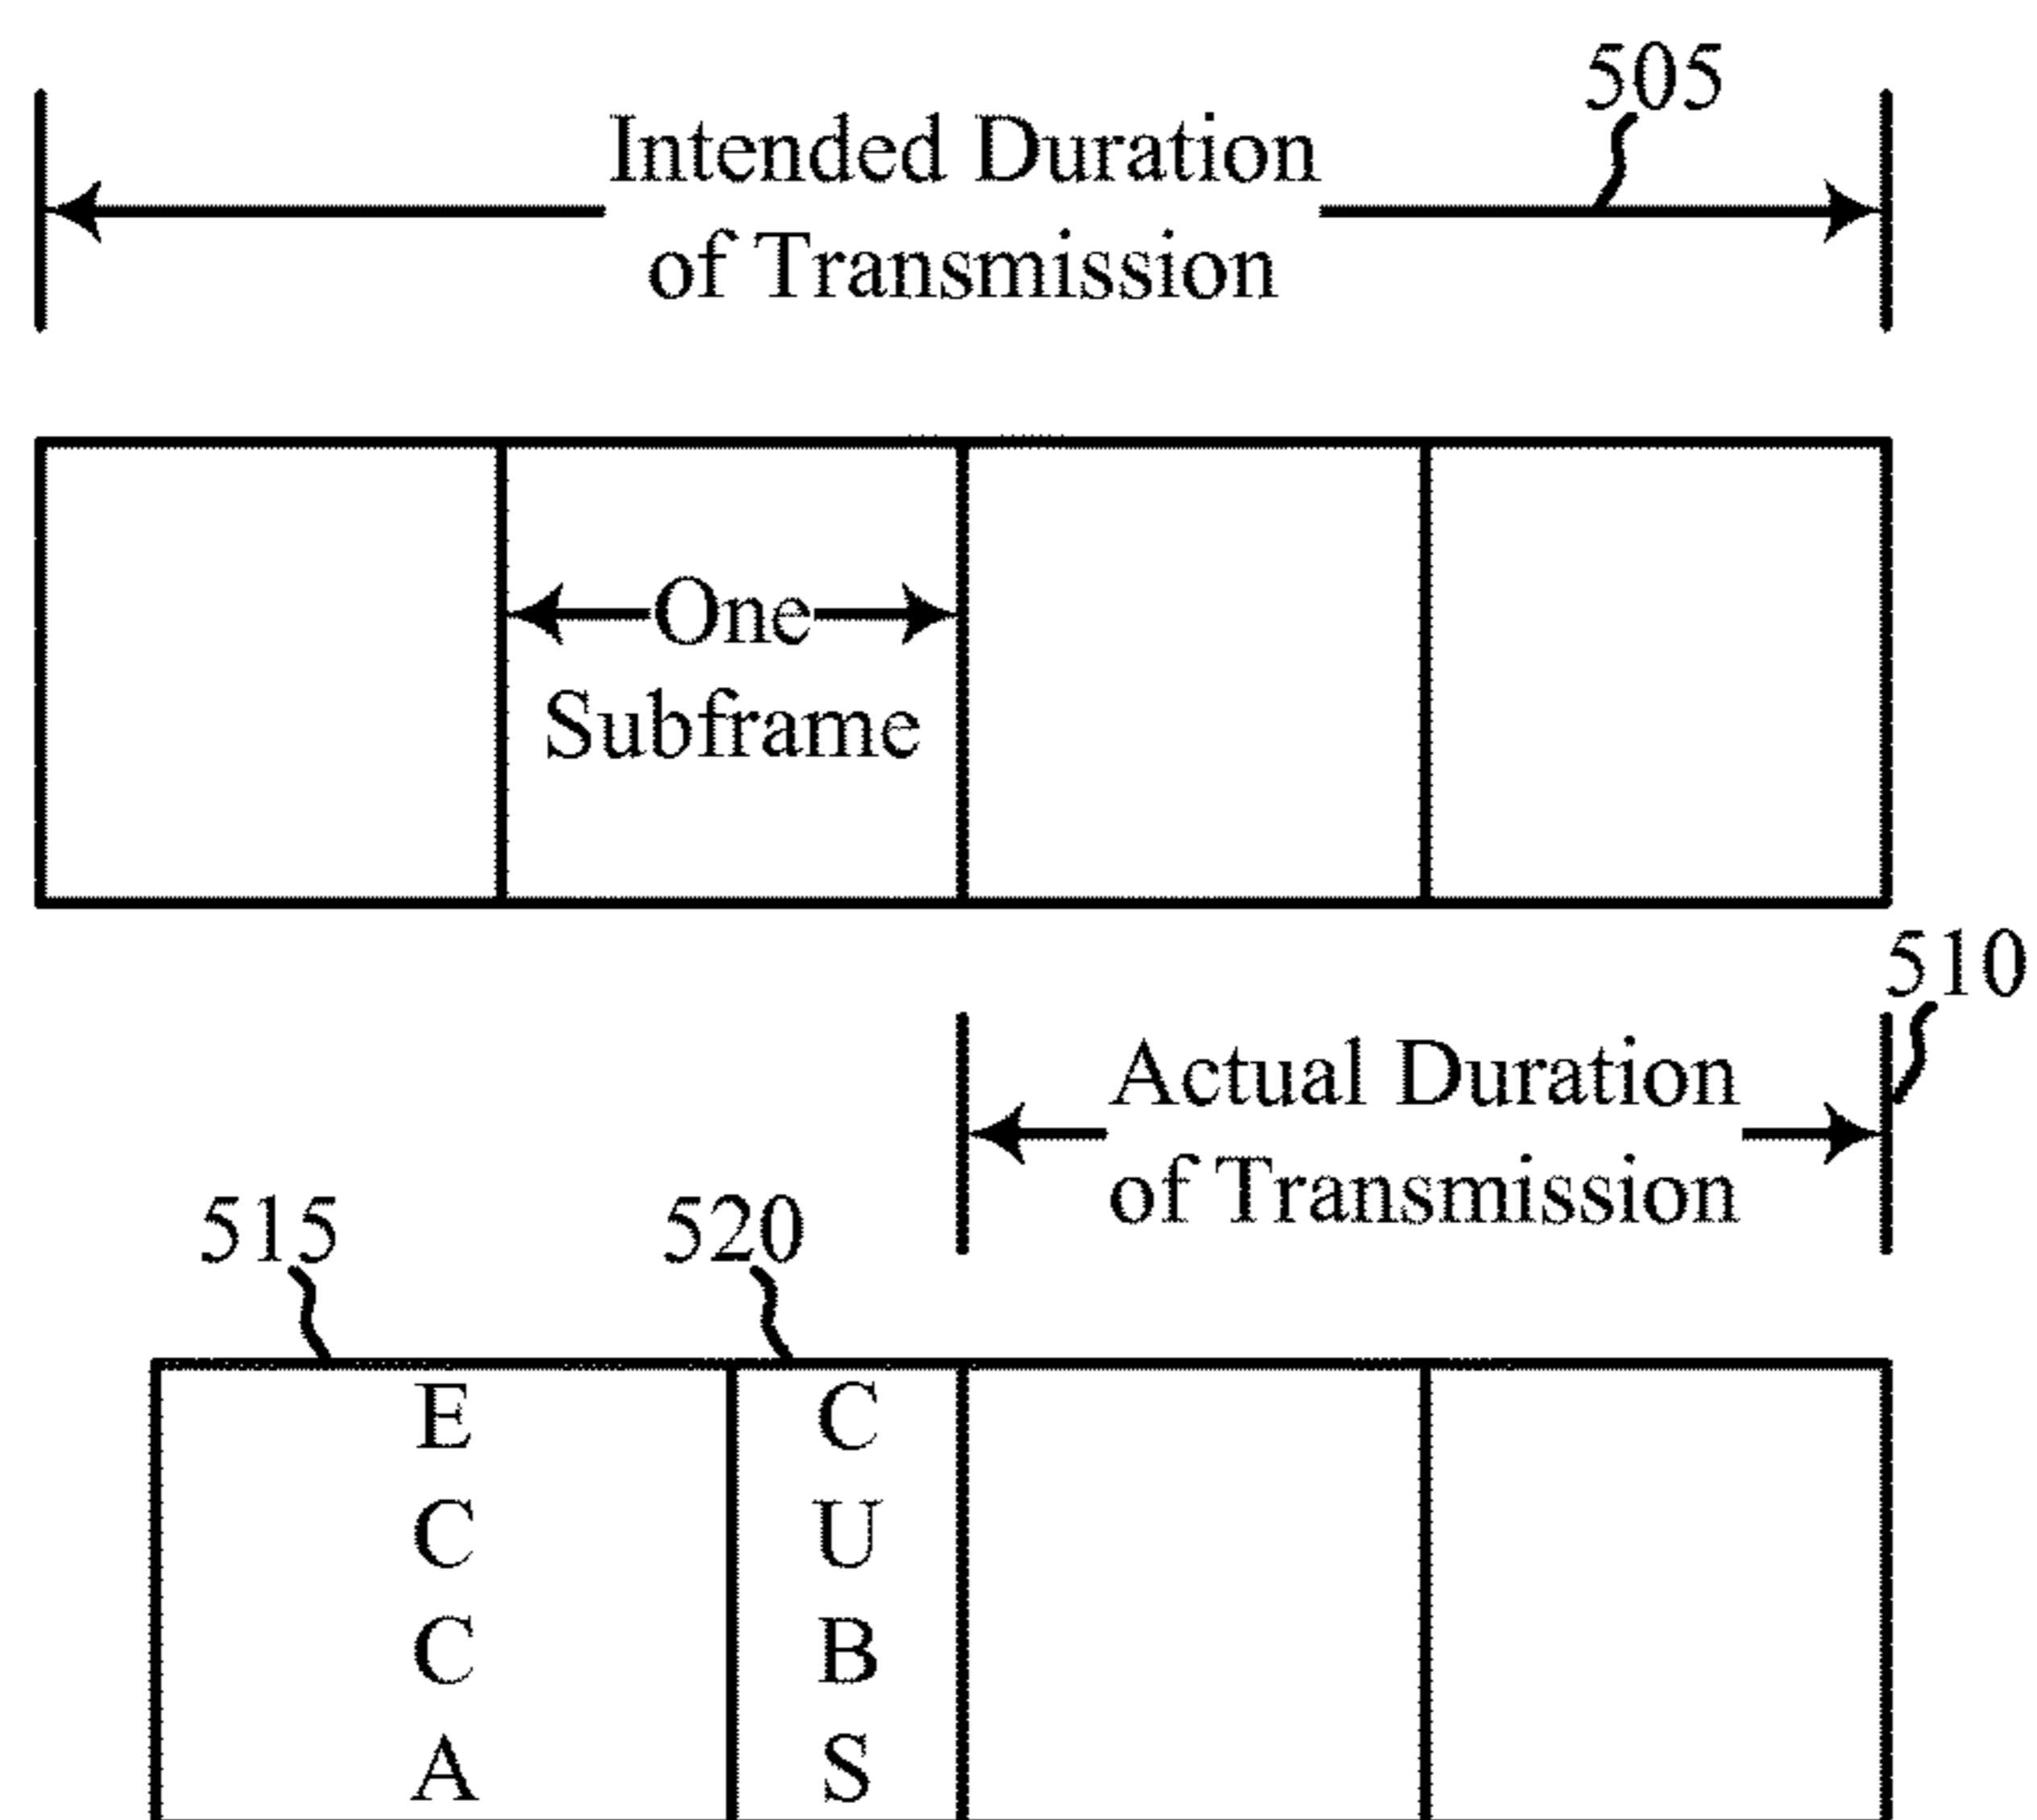 505
Intended Duration
of Transmission
One
Subframe
510
Actual Duration
of Transmission
515
520
E
C
C
A
C
U
B
S